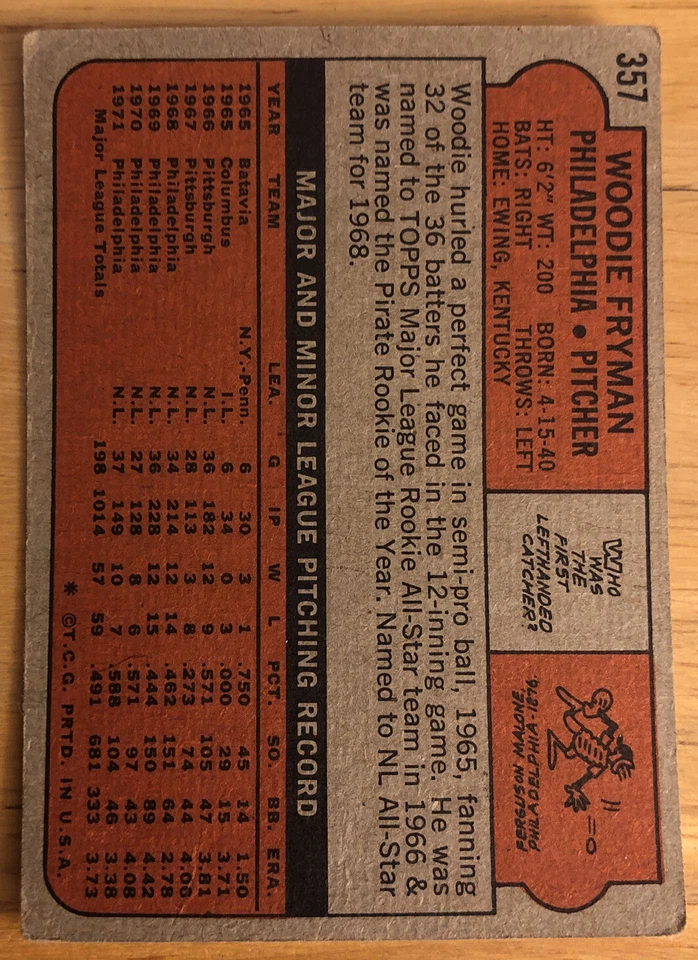 357
WOODIE FRYMAN
PHILADELPHIA • PITCHER
HT: 6'2" WT: 200 BORN: 4-15-40
BATS: RIGHT THROWS: LEFT
HOME: EWING, KENTUCKY
WHO
WAS
THE
FIRST
LEFTHANDED
CATCHER?
FERGUSON MALONE
PHILADELPHIA-1876
Woodie hurled a perfect game in semi-pro ball, 1965, fanning
32 of the 36 batters he faced in the 12-inning game. He was
named to TOPPS Major League Rookie All-Star team in 1966 &
was named the Pirate Rookie of the Year. Named to NL All-Star
team for 1968.
MAJOR AND MINOR LEAGUE PITCHING RECORD
YEAR TEAM LEA. G IP W L PCT. SO. BB. ERA.
1965 Batavia N.Y.-Penn. 6 30 3 1 .750 45 14 1.50
1965 Columbus I.L. 6 34 0 3 .000 29 15 3.71
1966 Pittsburgh N.L. 36 182 12 9 .571 105 47 3.81
1967 Pittsburgh N.L. 28 113 3 8 .273 74 44 4.06
1968 Philadelphia N.L. 34 214 12 14 .462 151 64 2.78
1969 Philadelphia N.L. 36 228 12 15 .444 150 89 4.42
1970 Philadelphia N.L. 27 128 8 6 .571 97 43 4.08
1971 Philadelphia N.L. 37 149 10 7 .588 104 46 3.38
Major League Totals 198 1014 57 59 .491 681 333 3.73
* ©T.C.G. PRTD. IN U.S.A.